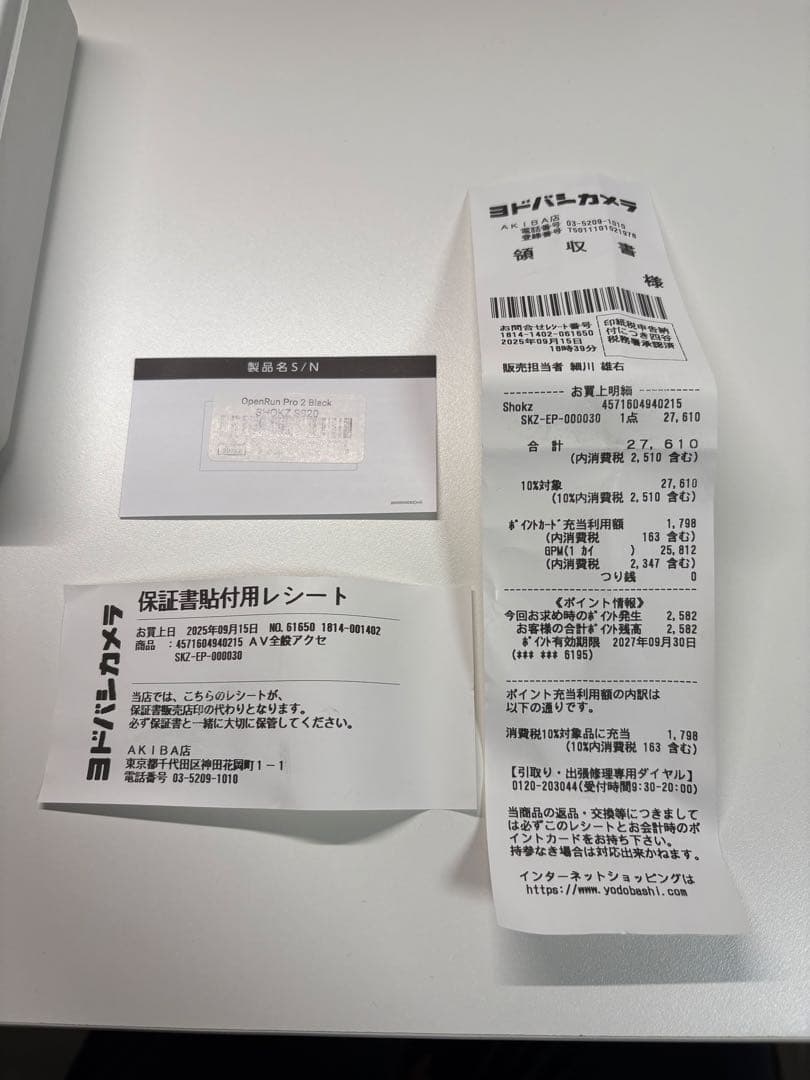 製品名S/N
OpenRun Pro 2 Black
SHOKZ S820
ヨドバシカメラ
保証書貼付用レシート
お買上日 2025年09月15日 NO. 61650 1814-001402
商品 :4571604940215 AV全般アクセ
SKZ-EP-000030
当店では、こちらのレシートが、
保証書販売店印の代わりとなります。
必ず保証書と一緒に大切に保管してください。
AKIBA店
東京都千代田区神田花岡町1-1
電話番号 03-5209-1010
ヨドバシカメラ
AKIBA店
電話番号 03-5209-1010
登録番号 T5011101021978
領 収 書
様
お問合せレシート番号
1814-1402-061650
2025年09月15日
18時39分
印紙税申告納
付につき四谷
税務署承認済
販売担当者 細川 雄右
---------- お買上明細 ----------
Shokz 4571604940215
SKZ-EP-000030 1点 27,610
合 計 27,610
(内消費税 2,510 含む)
10%対象 27,610
(10%内消費税 2,510 含む)
ポイントカード充当利用額 1,798
(内消費税 163 含む)
GPM(1 カイ ) 25,812
(内消費税 2,347 含む)
つり銭 0
《ポイント情報》
今回お求め時のポイント発生 2,582
お客様の合計ポイント残高 2,582
ポイント有効期限 2027年09月30日
(*** *** 6195)
ポイント充当利用額の内訳は
以下の通りです。
消費税10%対象品に充当 1,798
(10%内消費税 163 含む)
【引取り・出張修理専用ダイヤル】
0120-203044(受付時間9:30-20:00)
当商品の返品・交換等につきまして
は必ずこのレシートとお会計時のポ
イントカードをお持ち下さい。
持参なき場合は対応出来かねます。
インターネットショッピングは
https://www.yodobashi.com